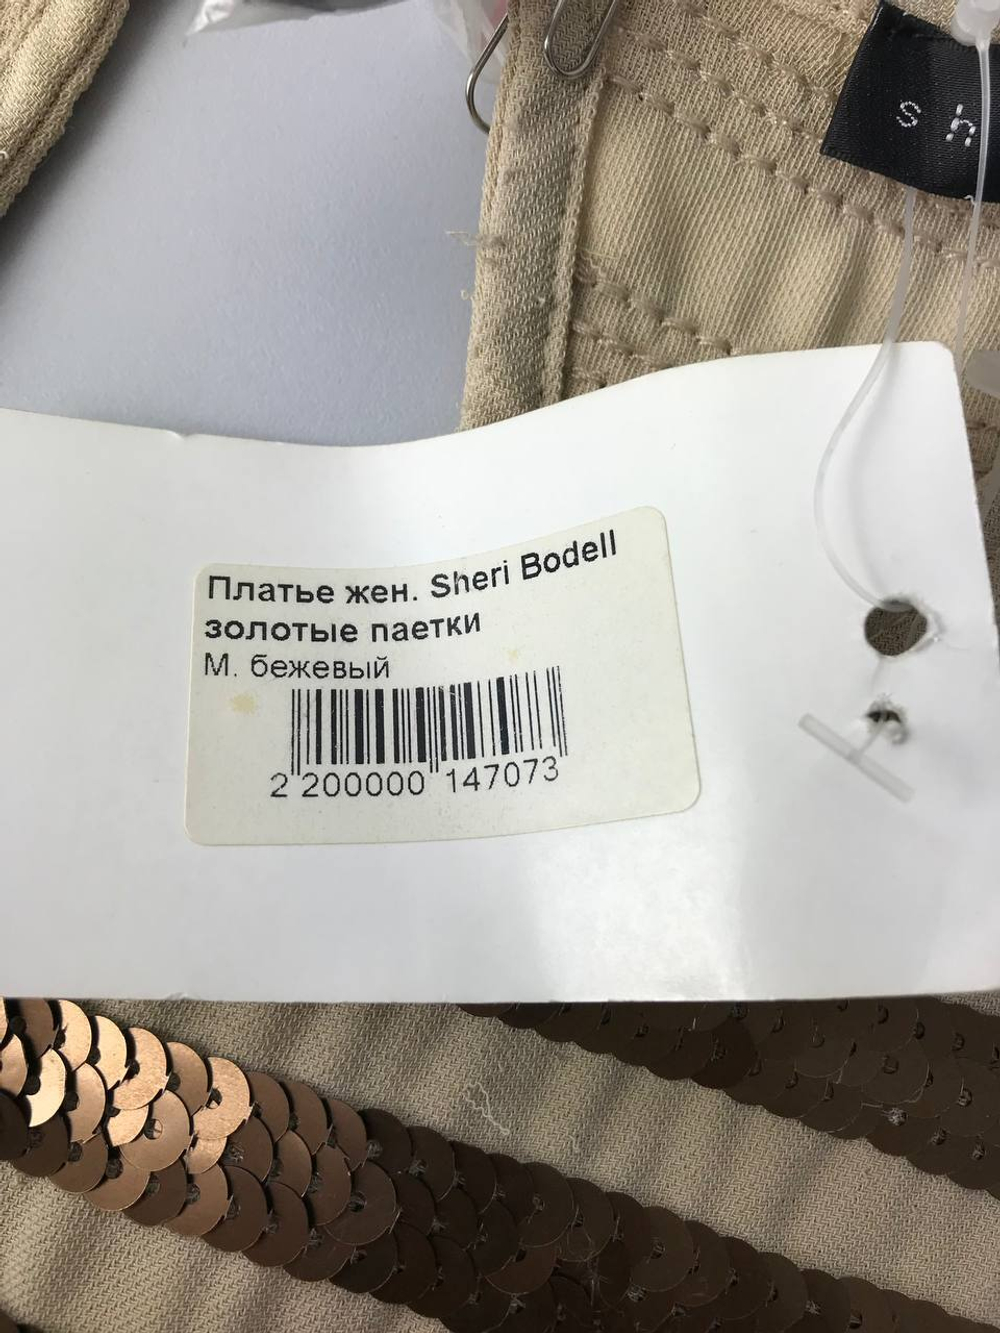 s h
Платье жен. Sheri Bodell
золотые паетки
М. бежевый
2 200000 147073